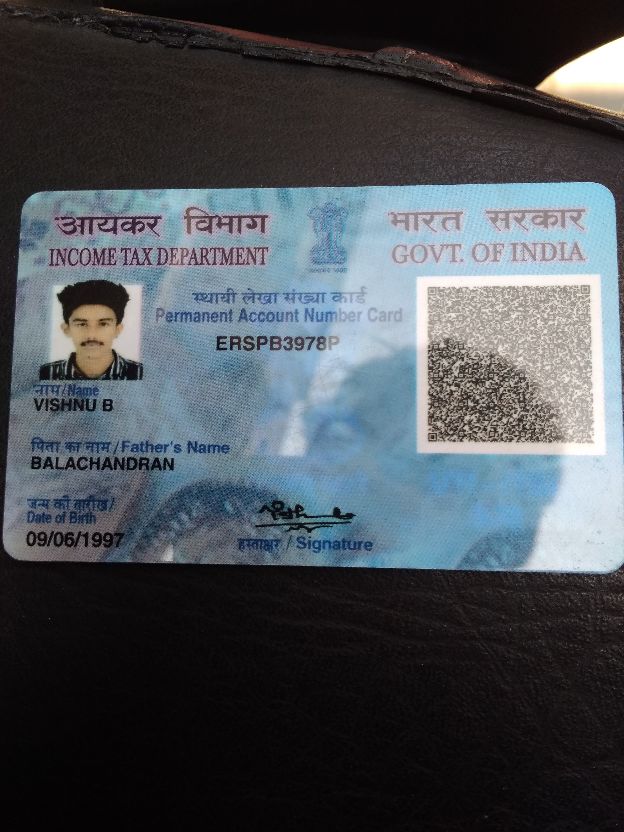 आयकर विभाग
INCOME TAX DEPARTMENT
भारत सरकार
GOVT. OF INDIA
स्थायी लेखा संख्या कार्ड
Permanent Account Number Card
ERSPB3978P
नाम/Name
VISHNU B
पिता का नाम/Father's Name
BALACHANDRAN
जन्म की तारीख/
Date of Birth
09/06/1997
हस्ताक्षर/Signature